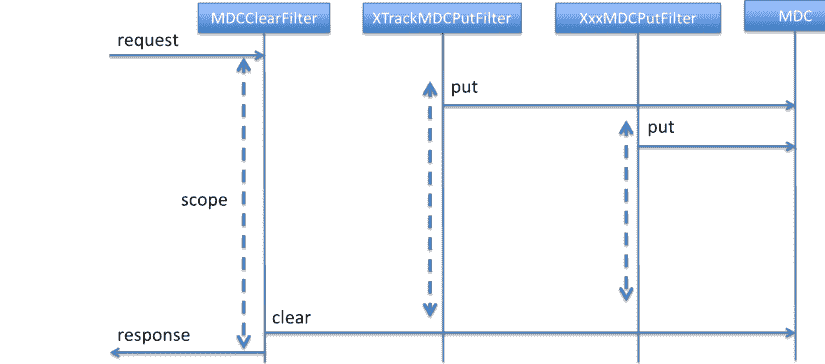 MDCClearFilter
XTrackMDCPutFilter
XxxMDCPutFilter
MDC
request
put
put
scope
clear
response